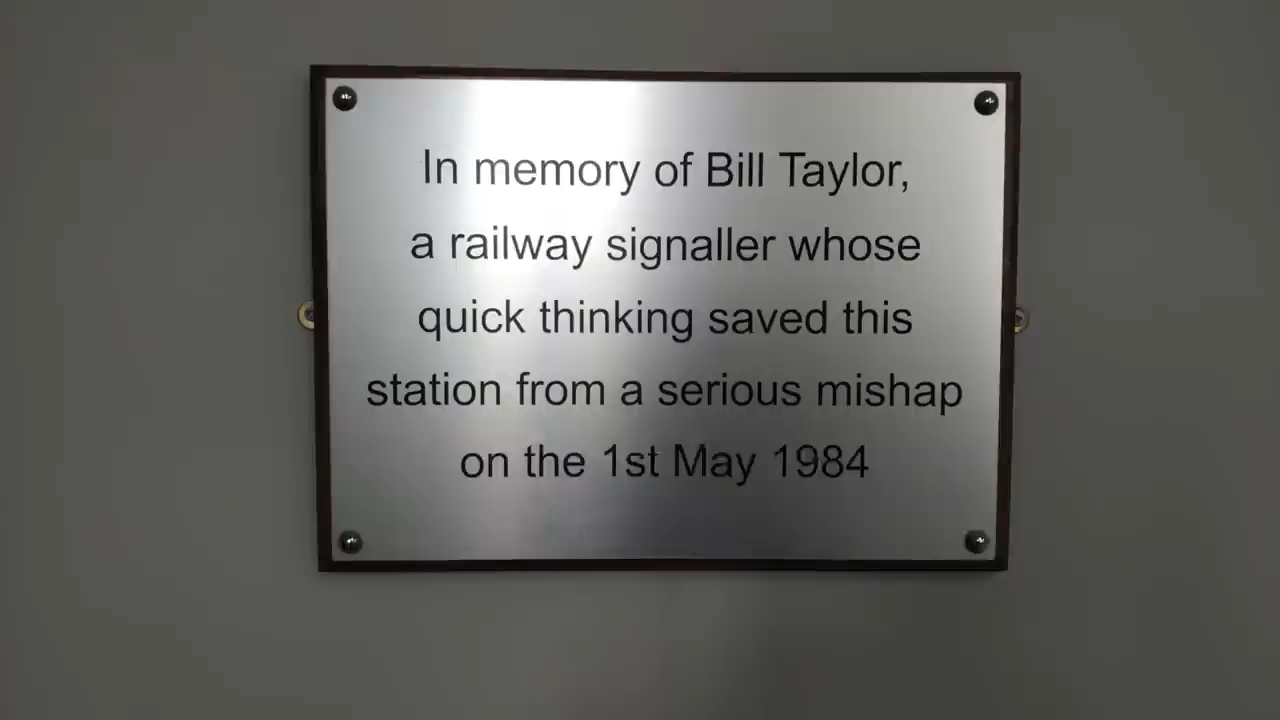 In memory of Bill Taylor,
a railway signaller whose
quick thinking saved this
station from a serious mishap
on the 1st May 1984